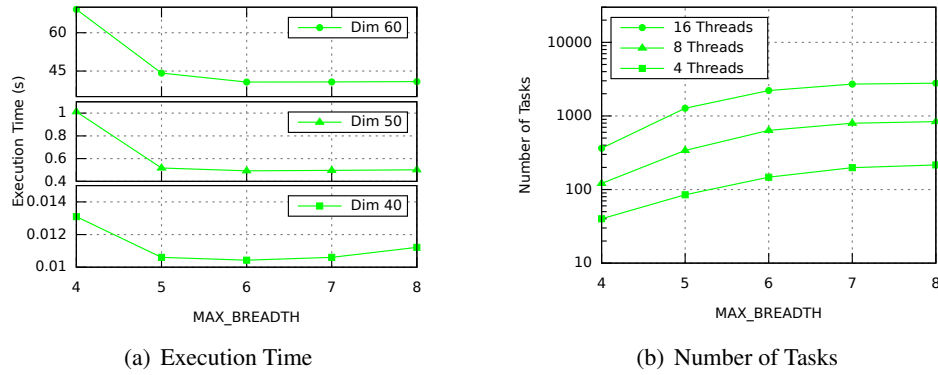 Execution Time (s)
60
45
Dim 60
1
0.8
0.6
0.4
Dim 50
0.014
0.012
0.01
Dim 40
4 5 6 7 8
MAX_BREADTH
(a) Execution Time
Number of Tasks
10000
1000
100
10
16 Threads
8 Threads
4 Threads
4 5 6 7 8
MAX_BREADTH
(b) Number of Tasks